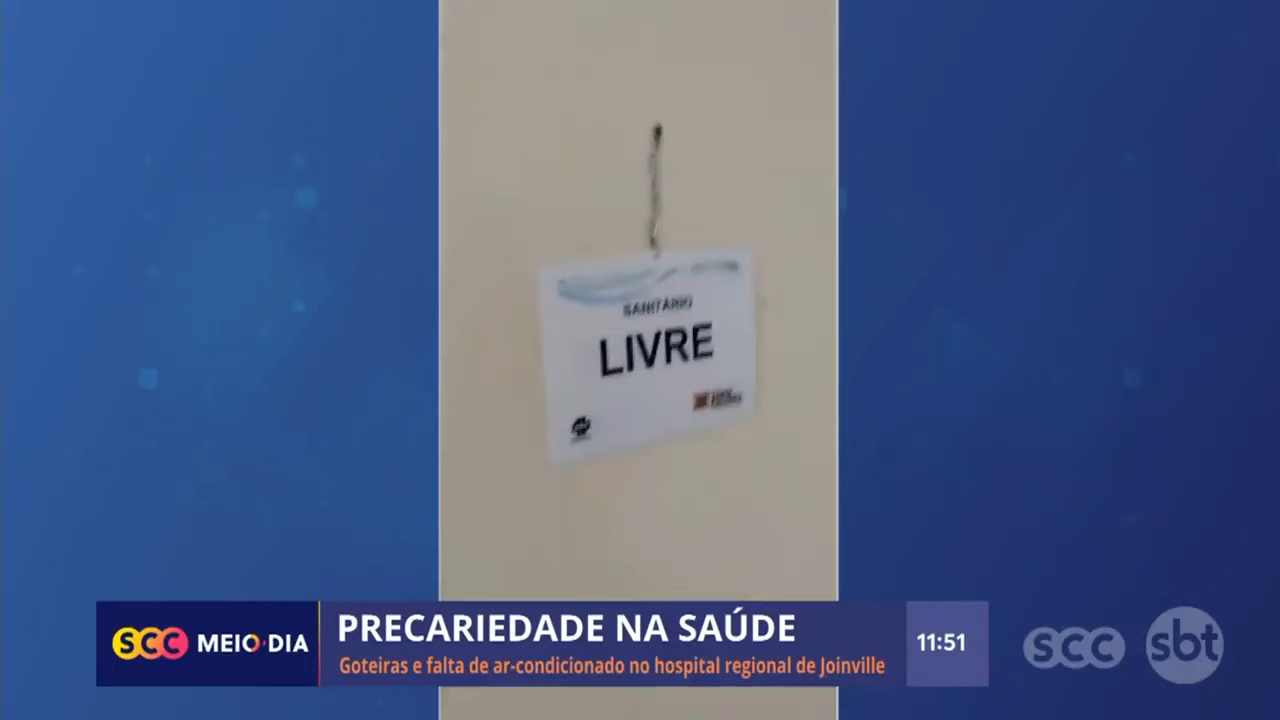 SANITÁRIO
LIVRE
SCC MEIO-DIA
PRECARIEDADE NA SAÚDE
Goteiras e falta de ar-condicionado no hospital regional de Joinville
11:51
scc
sbt